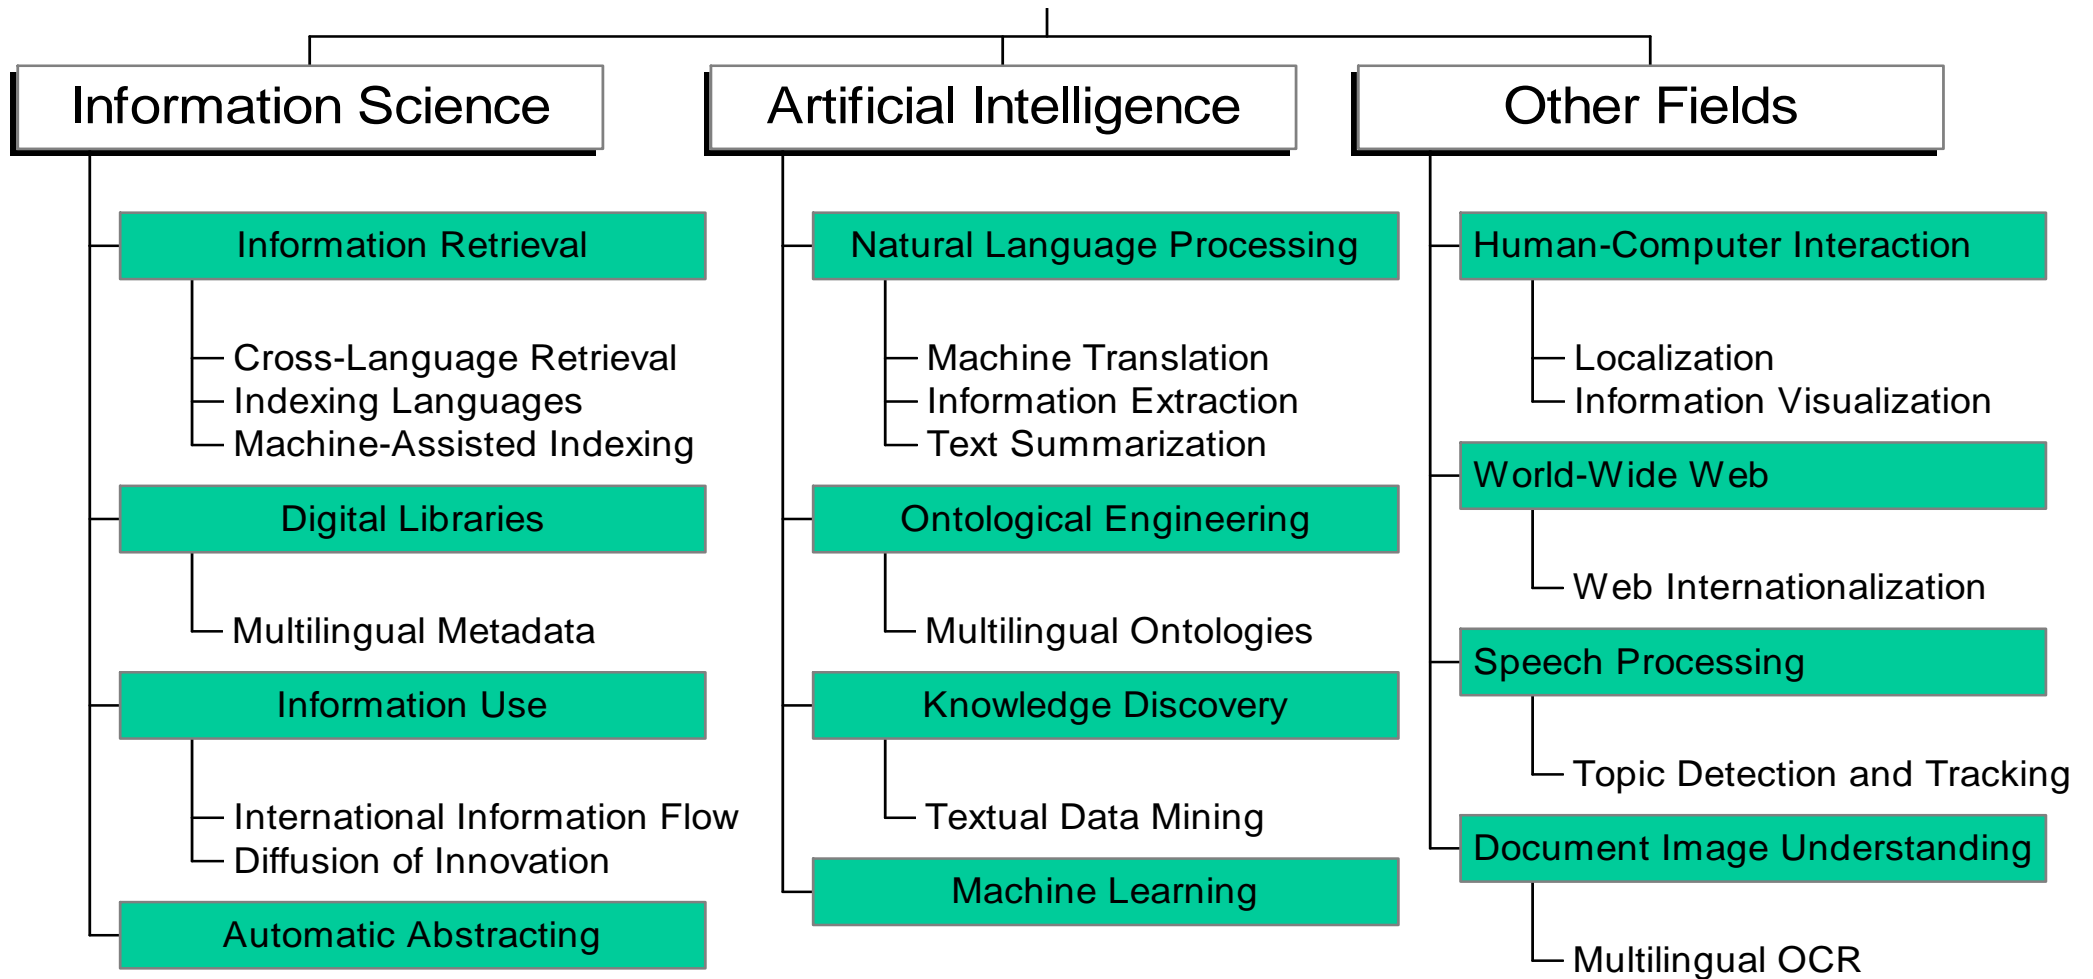 Information Science
Information Retrieval
Cross-Language Retrieval
Indexing Languages
Machine-Assisted Indexing
Digital Libraries
Multilingual Metadata
Information Use
International Information Flow
Diffusion of Innovation
Automatic Abstracting
Artificial Intelligence
Natural Language Processing
Machine Translation
Information Extraction
Text Summarization
Ontological Engineering
Multilingual Ontologies
Knowledge Discovery
Textual Data Mining
Machine Learning
Other Fields
Human-Computer Interaction
Localization
Information Visualization
World-Wide Web
Web Internationalization
Speech Processing
Topic Detection and Tracking
Document Image Understanding
Multilingual OCR